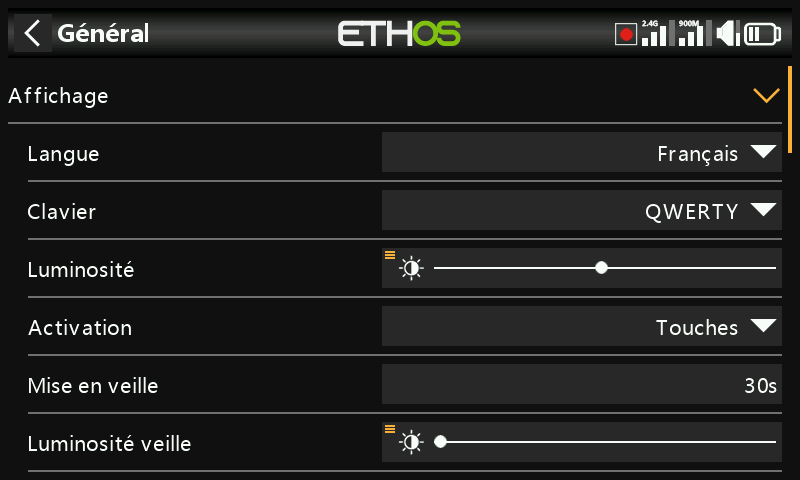 Général
ETHOS
2.4G
900M
Affichage
Langue
Français
Clavier
QWERTY
Luminosité
Activation
Touches
Mise en veille
30s
Luminosité veille